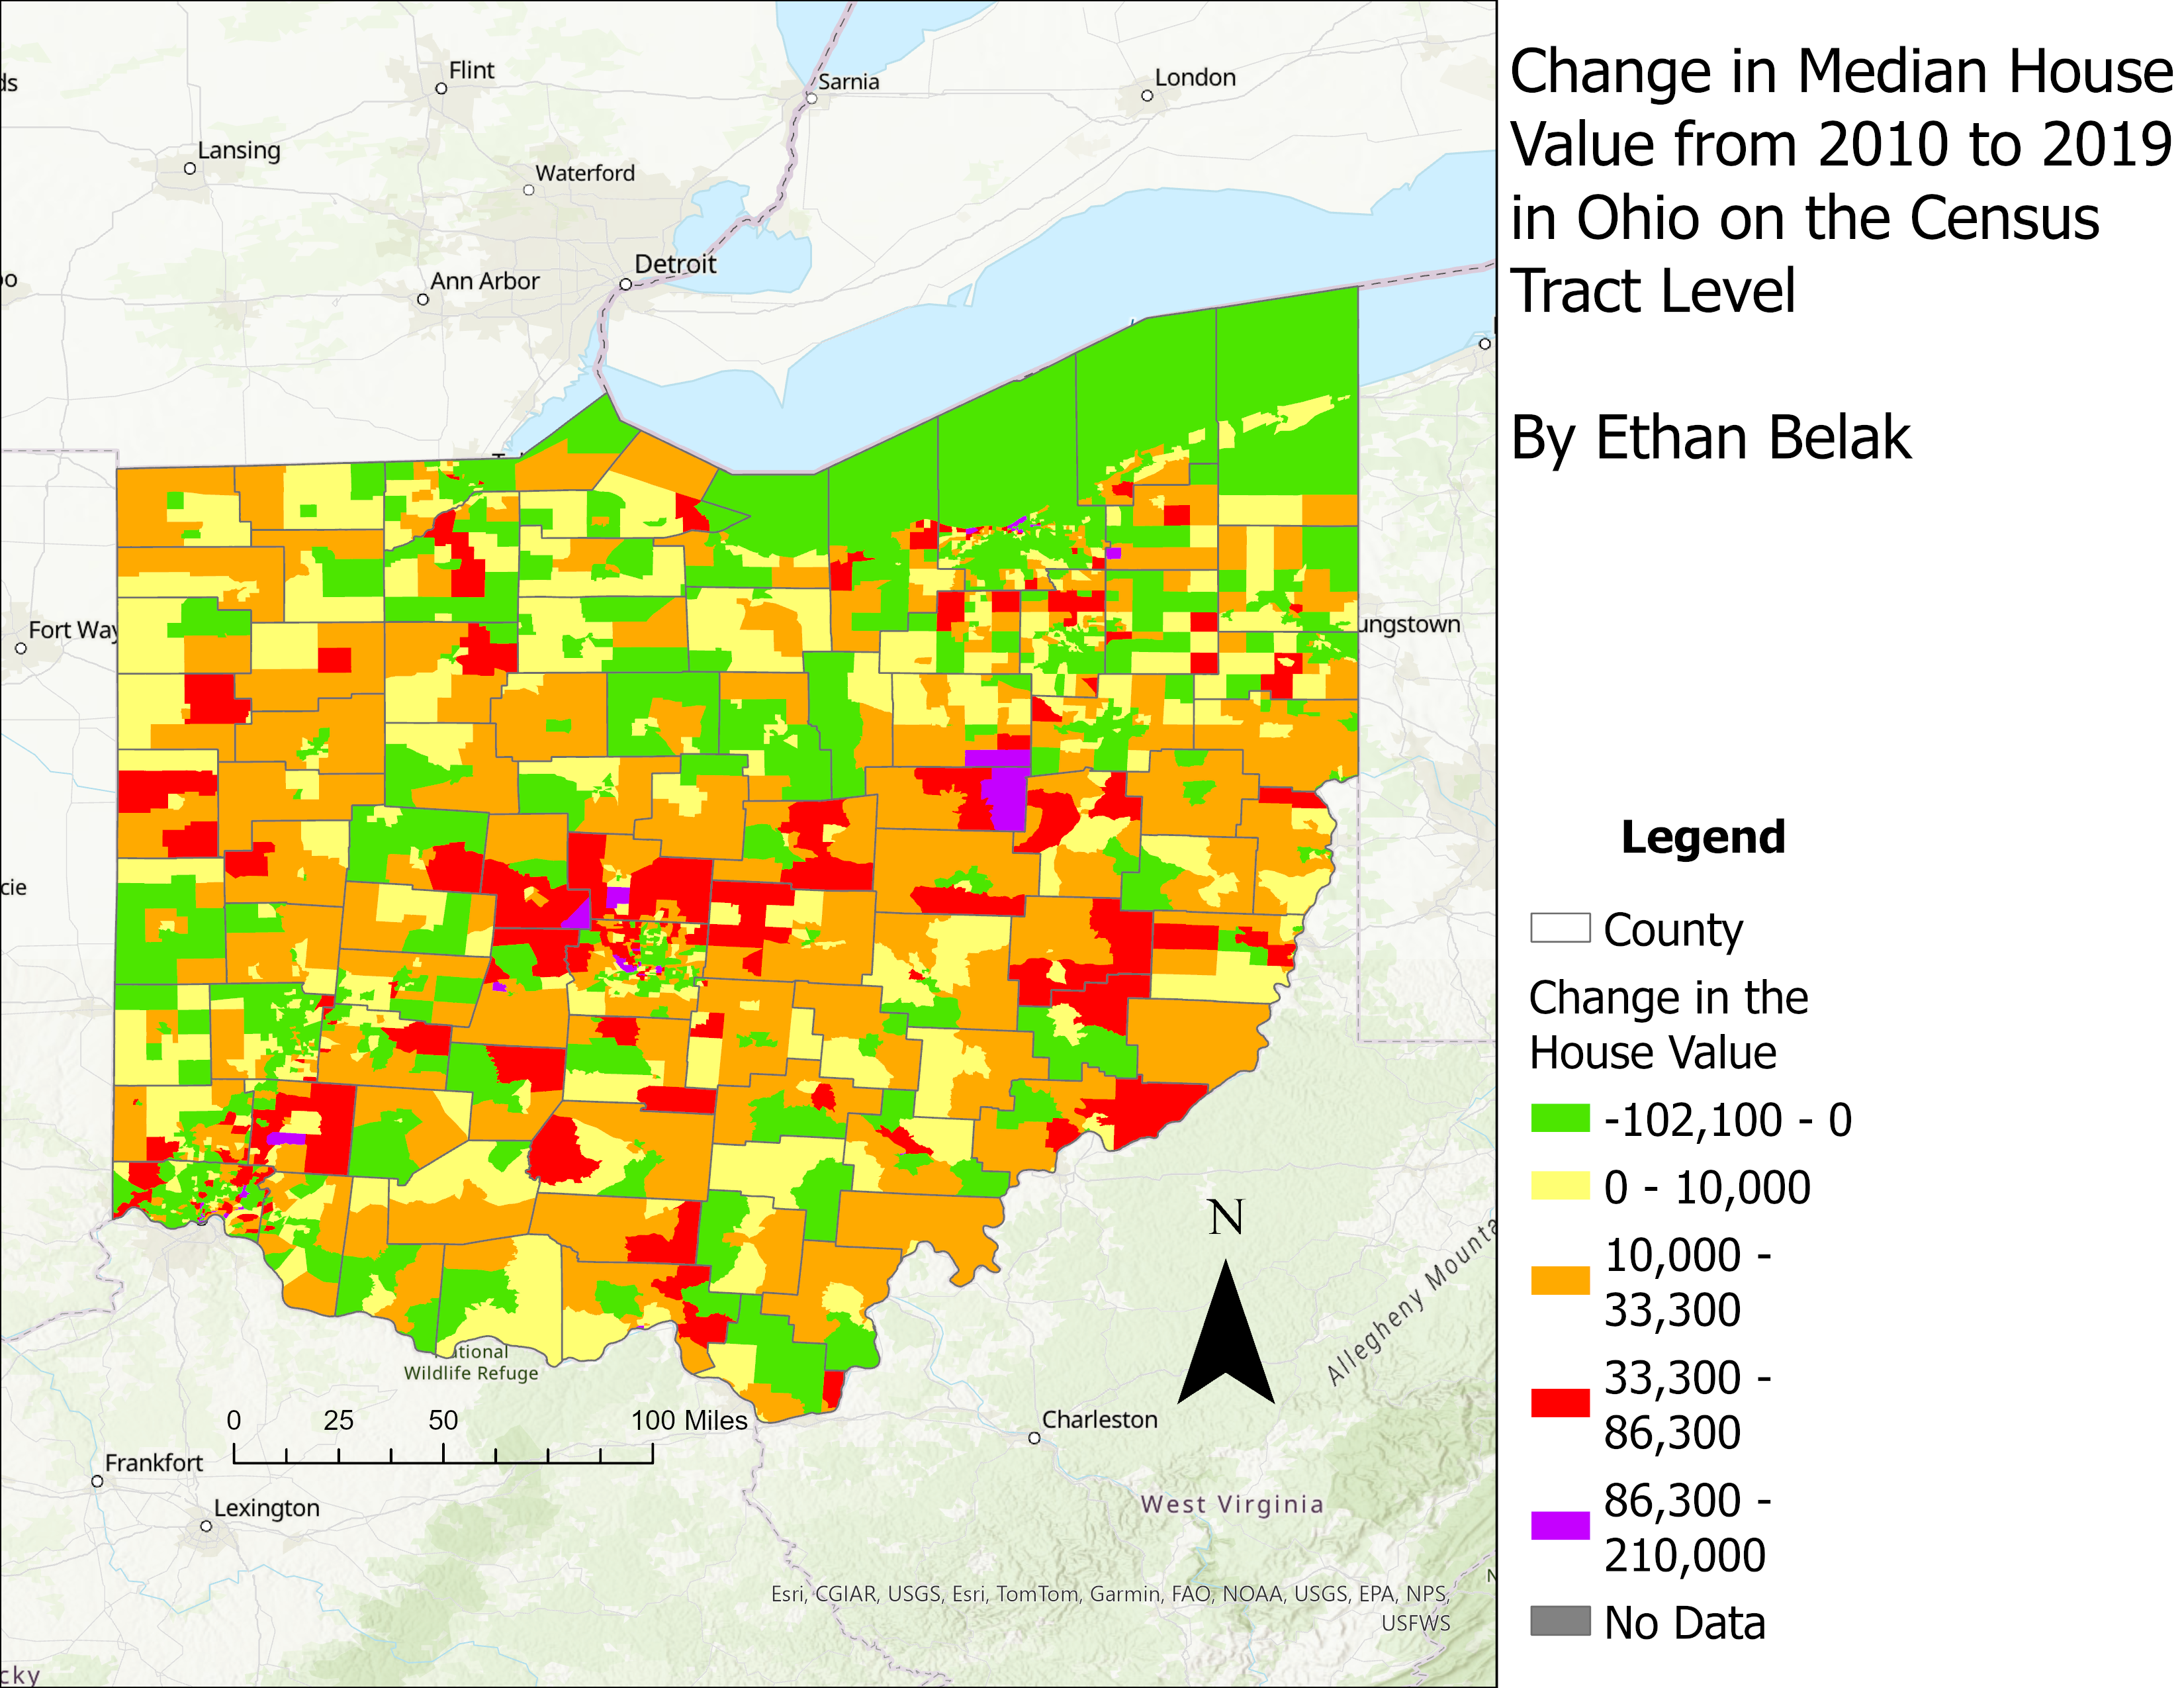 Change in Median House
Value from 2010 to 2019
in Ohio on the Census
Tract Level
By Ethan Belak
Flint
Sarnia
London
ds
Lansing
Waterford
Detroit
Ann Arbor
oo
Fort Way
ungstown
cie
Legend
County
Change in the
House Value
-102,100 - 0
0 - 10,000
10,000 -
33,300
33,300 -
86,300
86,300 -
210,000
No Data
N
Allegheny Mounta
ational
Wildlife Refuge
0 25 50 100 Miles
Charleston
Frankfort
Lexington
West Virginia
Esri, CGIAR, USGS, Esri, TomTom, Garmin, FAO, NOAA, USGS, EPA, NPS,
USFWS
N
cky